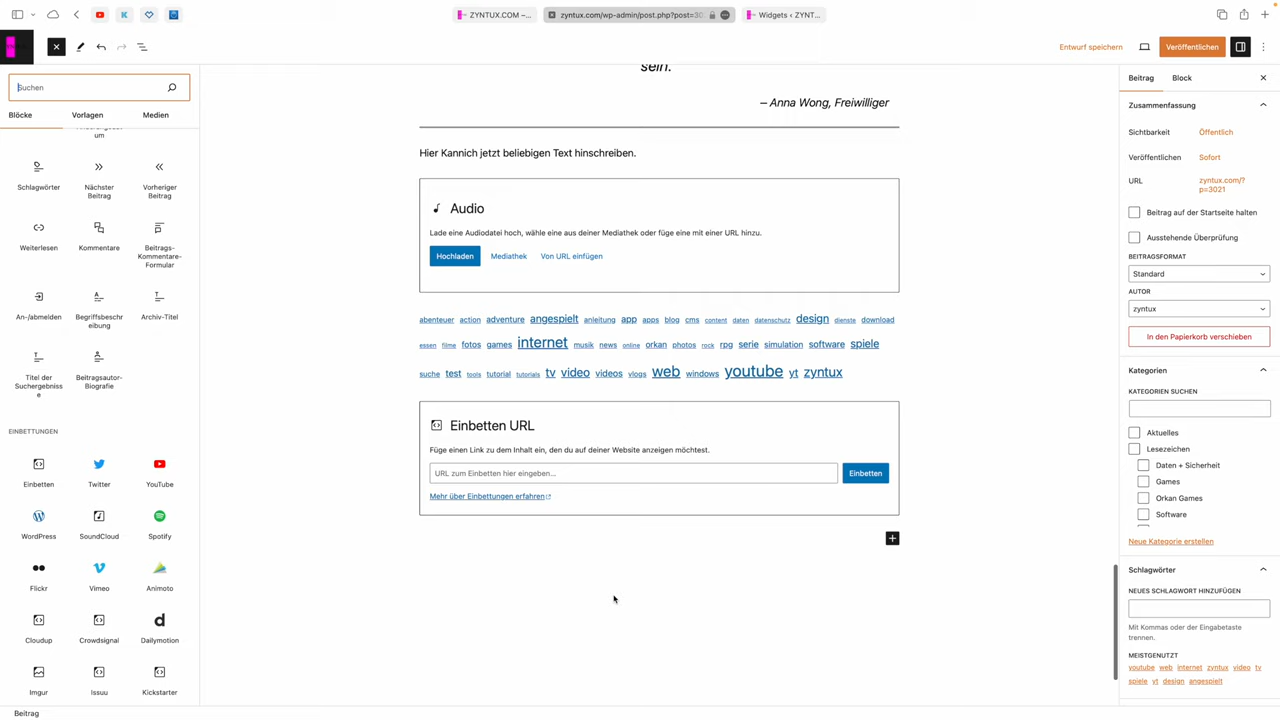 ZYNTUX.COM –...
zyntux.com/wp-admin/post.php?post=30
Widgets ‹ ZYNT...
Entwurf speichern
Veröffentlichen
Suchen
Blöcke
Vorlagen
Medien
um
Schlagwörter
Nächster Beitrag
Vorheriger Beitrag
Weiterlesen
Kommentare
Beitrags-Kommentare-Formular
An-/abmelden
Begriffsbeschreibung
Archiv-Titel
Titel der Suchergebnisse
Beitragsautor-Biografie
EINBETTUNGEN
Einbetten
Twitter
YouTube
WordPress
SoundCloud
Spotify
Flickr
Vimeo
Animoto
Cloudup
Crowdsignal
Dailymotion
Imgur
Issuu
Kickstarter
Beitrag
sein.
– Anna Wong, Freiwilliger
Hier Kannich jetzt beliebigen Text hinschreiben.
Audio
Lade eine Audiodatei hoch, wähle eine aus deiner Mediathek oder füge eine mit einer URL hinzu.
Hochladen
Mediathek
Von URL einfügen
abenteuer action adventure angespielt anleitung app apps blog cms content daten datenschutz design dienste download
essen filme fotos games internet musik news online orkan photos rock rpg serie simulation software spiele
suche test tools tutorial tutorials tv video videos vlogs web windows youtube yt zyntux
Einbetten URL
Füge einen Link zu dem Inhalt ein, den du auf deiner Website anzeigen möchtest.
URL zum Einbetten hier eingeben...
Einbetten
Mehr über Einbettungen erfahren
Beitrag
Block
Zusammenfassung
Sichtbarkeit
Öffentlich
Veröffentlichen
Sofort
URL
zyntux.com/?
p=3021
Beitrag auf der Startseite halten
Ausstehende Überprüfung
BEITRAGSFORMAT
Standard
AUTOR
zyntux
In den Papierkorb verschieben
Kategorien
KATEGORIEN SUCHEN
Aktuelles
Lesezeichen
Daten + Sicherheit
Games
Orkan Games
Software
Neue Kategorie erstellen
Schlagwörter
NEUES SCHLAGWORT HINZUFÜGEN
Mit Kommas oder der Eingabetaste
trennen.
MEISTGENUTZT
youtube web internet zyntux video tv
spiele yt design angespielt